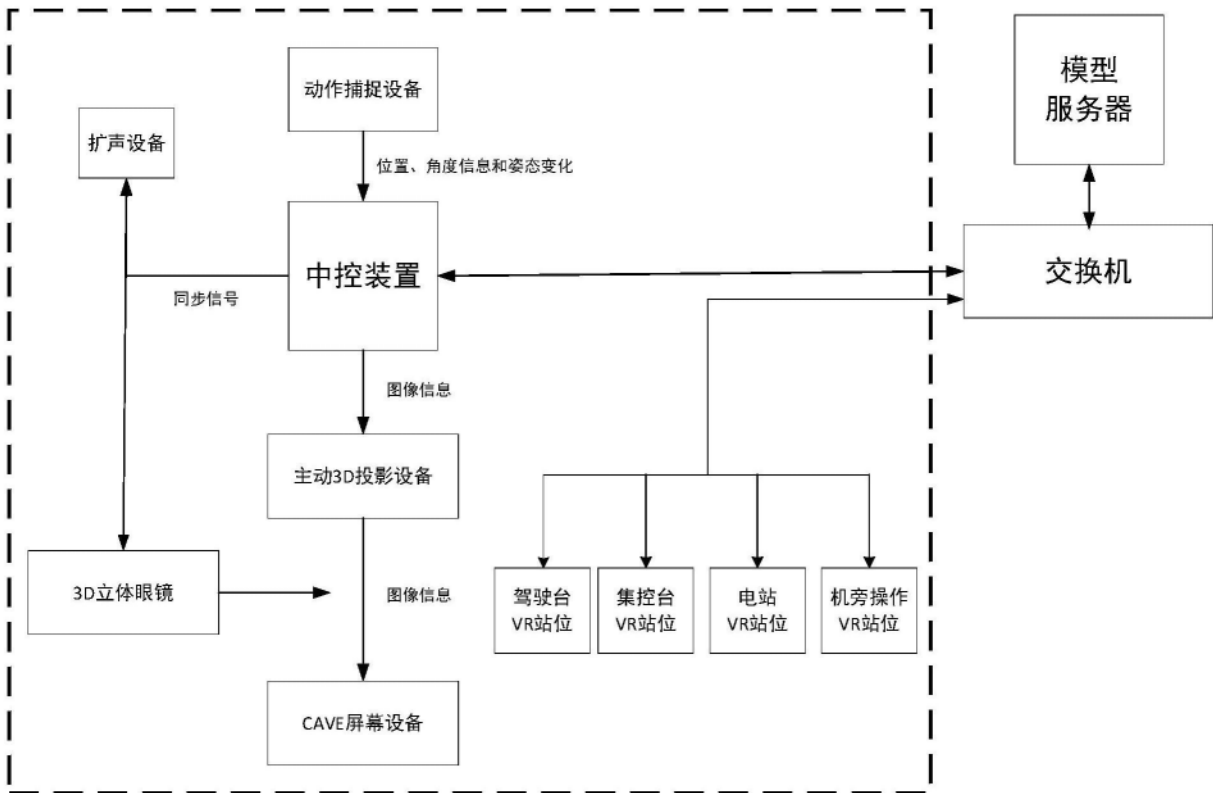 动作捕捉设备
模型
服务器
扩声设备
位置、角度信息和姿态变化
中控装置
交换机
同步信号
图像信息
主动3D投影设备
3D立体眼镜
图像信息
驾驶台
VR站位
集控台
VR站位
电站
VR站位
机旁操作
VR站位
CAVE屏幕设备